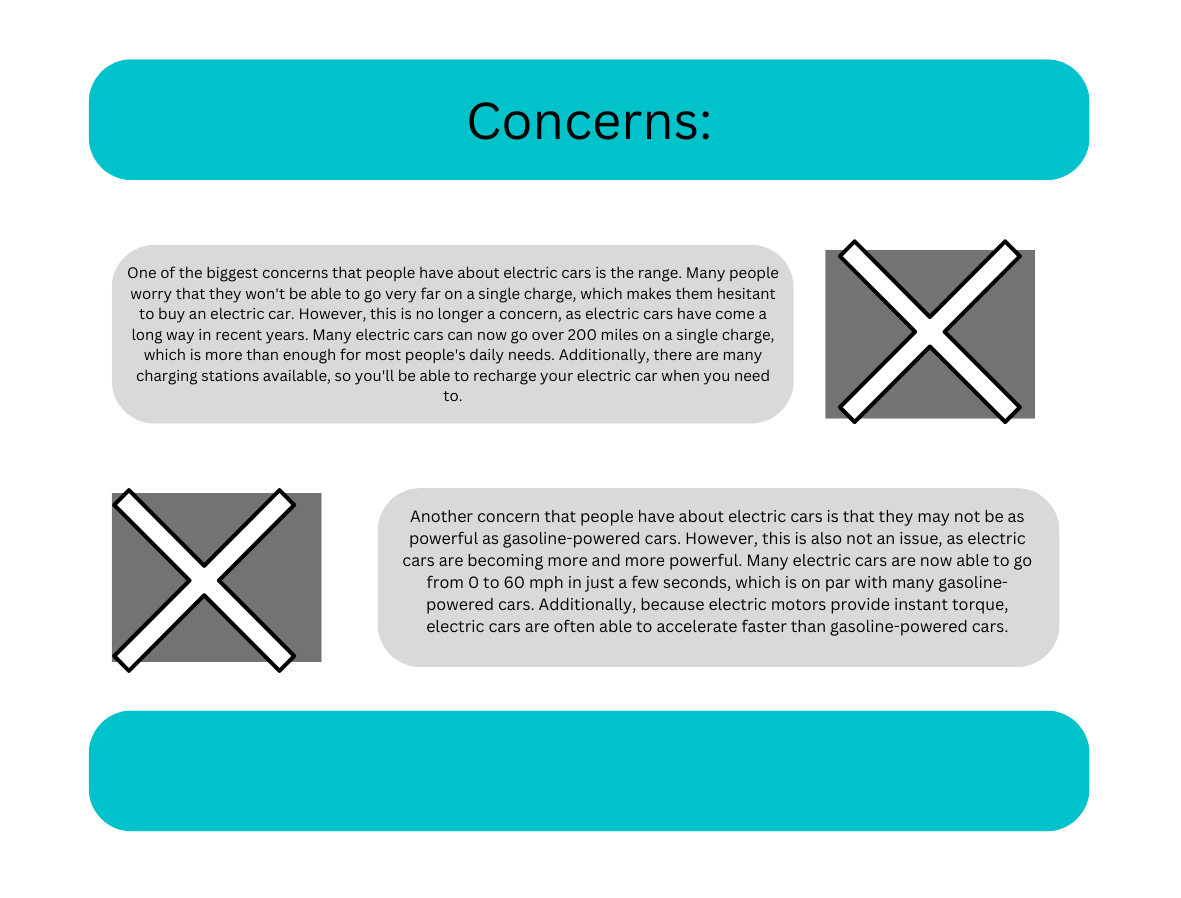 Concerns:
One of the biggest concerns that people have about electric cars is the range. Many people
worry that they won't be able to go very far on a single charge, which makes them hesitant
to buy an electric car. However, this is no longer a concern, as electric cars have come a
long way in recent years. Many electric cars can now go over 200 miles on a single charge,
which is more than enough for most people's daily needs. Additionally, there are many
charging stations available, so you'll be able to recharge your electric car when you need
to.
Another concern that people have about electric cars is that they may not be as
powerful as gasoline-powered cars. However, this is also not an issue, as electric
cars are becoming more and more powerful. Many electric cars are now able to go
from 0 to 60 mph in just a few seconds, which is on par with many gasoline-
powered cars. Additionally, because electric motors provide instant torque,
electric cars are often able to accelerate faster than gasoline-powered cars.